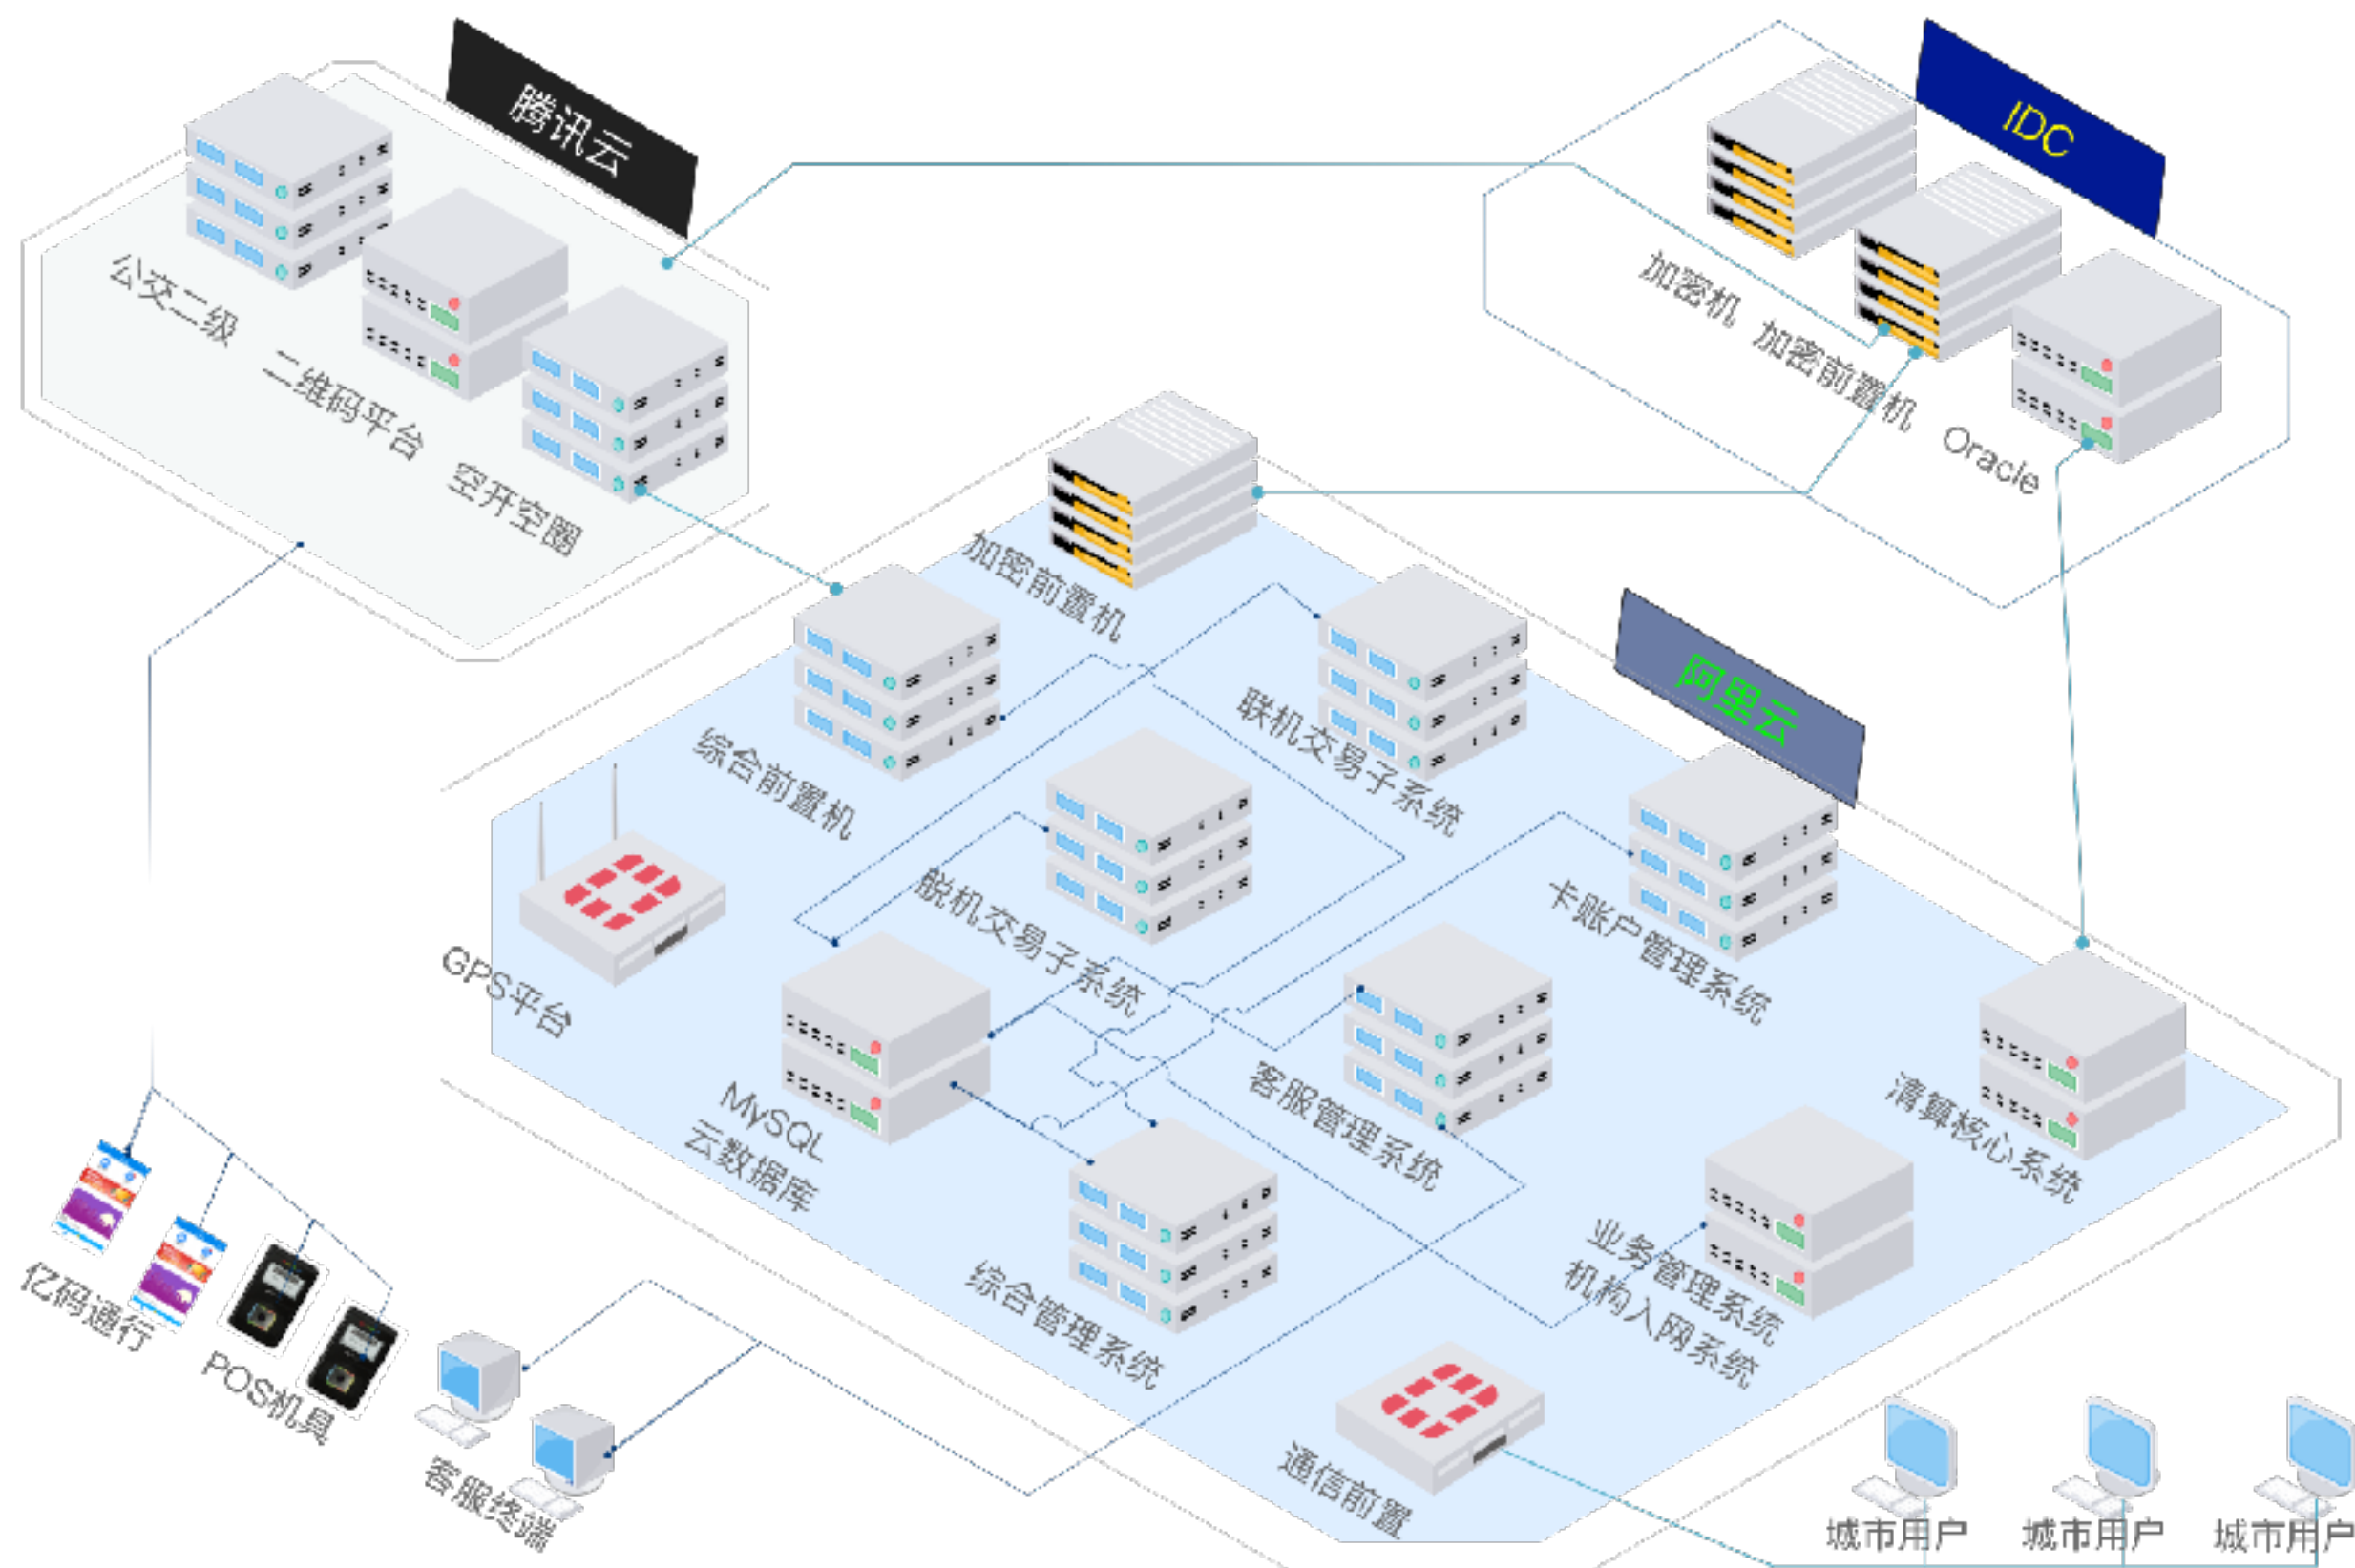 腾讯云
IDC
公交二级
二维码平台
空开空圈
加密机
加密前置机
Oracle
加密前置机
阿里云
综合前置机
联机交易子系统
GPS平台
脱机交易子系统
卡账户管理系统
MySQL
云数据库
客服管理系统
清算核心系统
综合管理系统
业务管理系统
机构入网系统
亿码通行
POS机具
客服终端
通信前置
城市用户
城市用户
城市用户